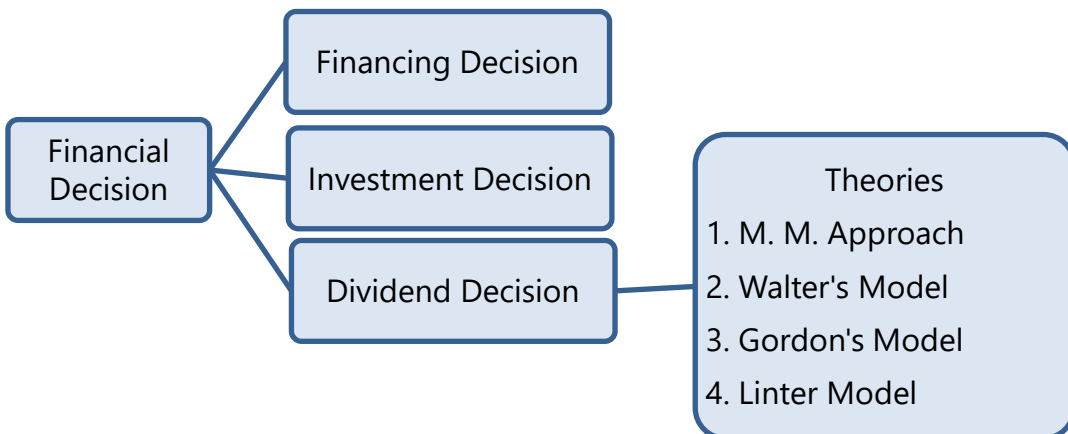 Financing Decision
Financial
Decision
Investment Decision
Dividend Decision
Theories
1. M. M. Approach
2. Walter's Model
3. Gordon's Model
4. Linter Model